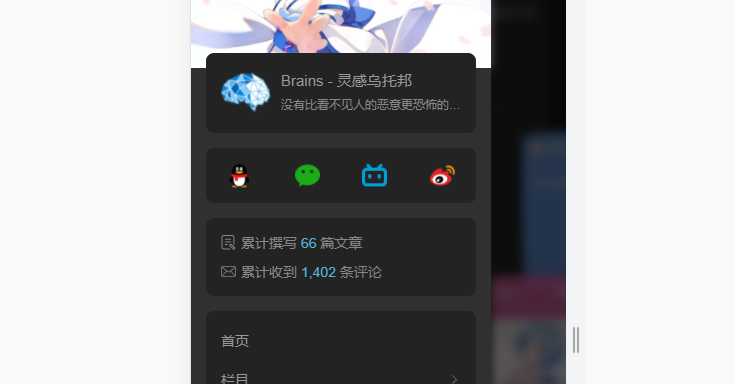 Brains - 灵感乌托邦
没有比看不见人的恶意更恐怖的...
累计撰写 66 篇文章
累计收到 1,402 条评论
首页
栏目